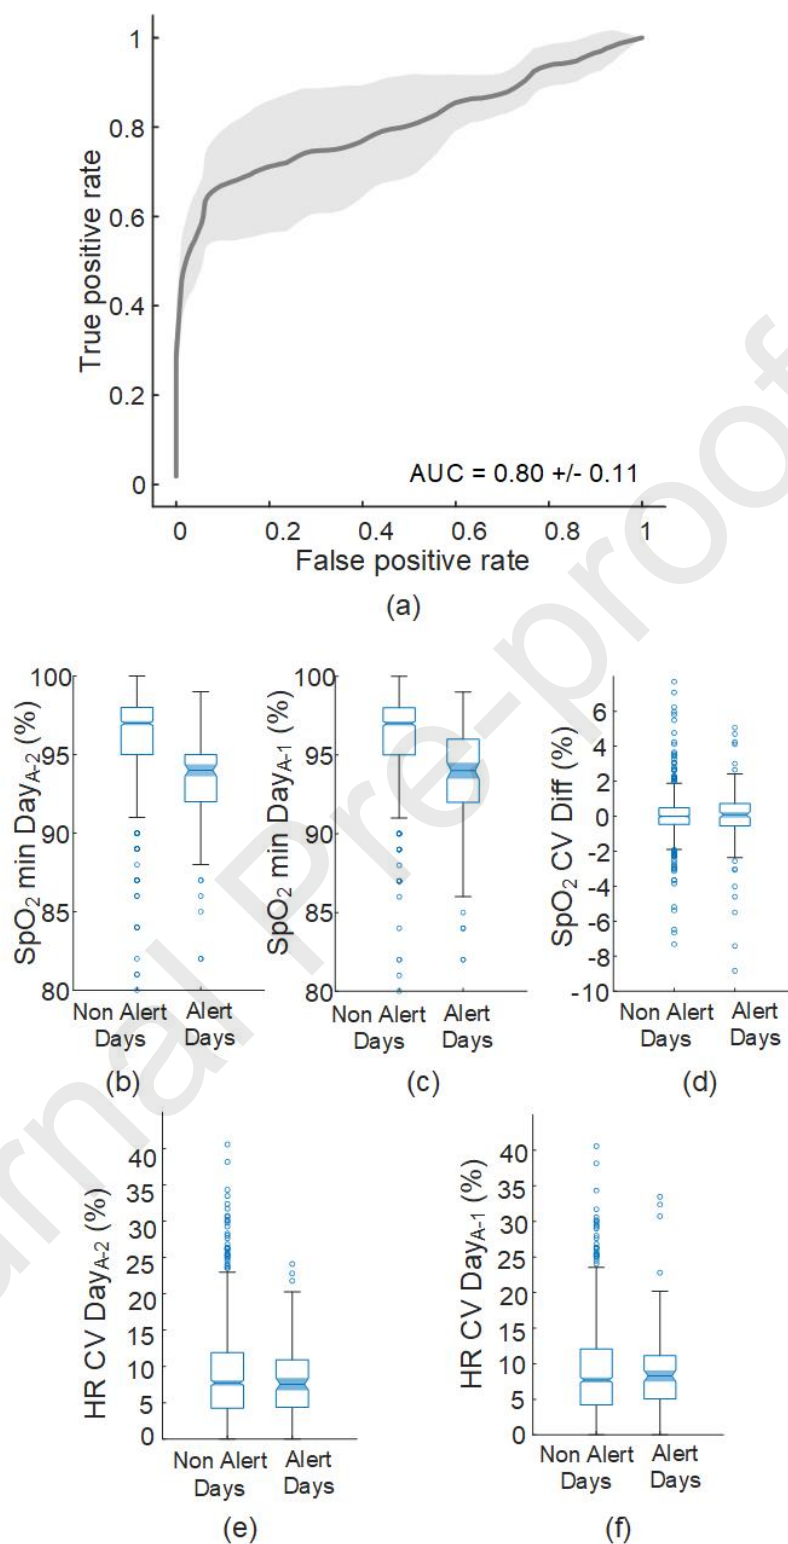 1
0.8
0.6
0.4
0.2
0
True positive rate
AUC = 0.80 +/- 0.11
0 0.2 0.4 0.6 0.8 1
False positive rate
(a)
100
95
90
85
80
SpO2 min DayA-2 (%)
Non Alert Alert
Days Days
(b)
100
95
90
85
80
SpO2 min DayA-1 (%)
Non Alert Alert
Days Days
(c)
6
4
2
0
-2
-4
-6
-8
-10
SpO2 CV Diff (%)
Non Alert Alert
Days Days
(d)
40
35
30
25
20
15
10
5
0
HR CV DayA-2 (%)
Non Alert Alert
Days Days
(e)
40
35
30
25
20
15
10
5
0
HR CV DayA-1 (%)
Non Alert Alert
Days Days
(f)
Journal Pre-proof